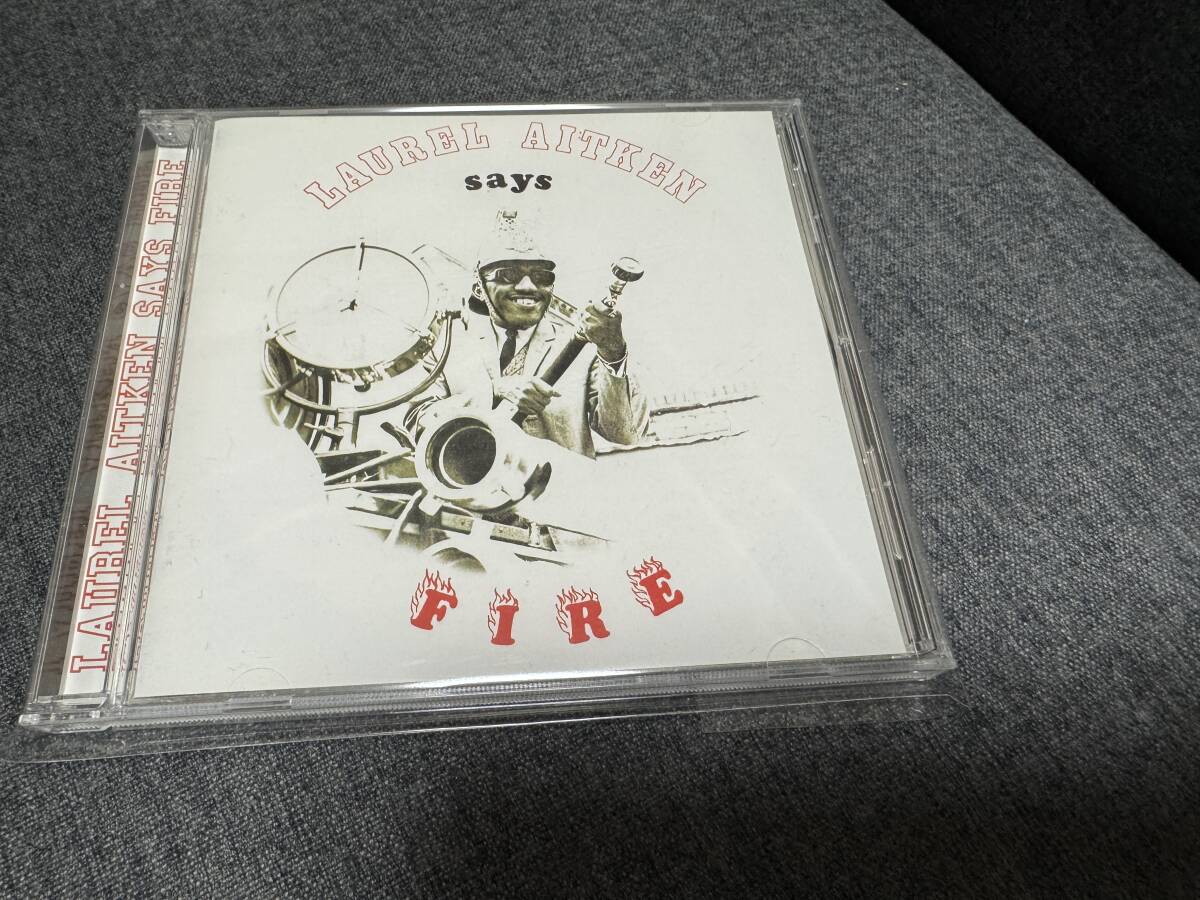 LAUREL AITKEN
says
FIRE
LAUREL AITKEN SAYS FIRE